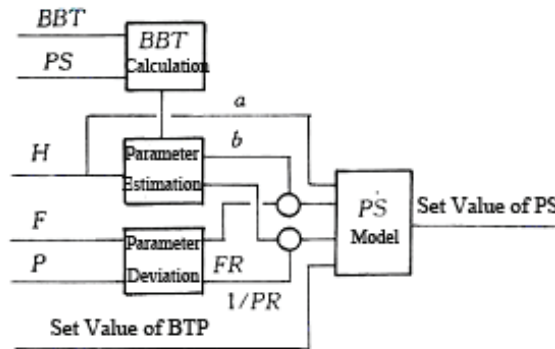 BBT
PS
BBT
Calculation
a
H
Parameter
Estimation
b
F
P
Parameter
Deviation
FR
1/PR
PS
Model
Set Value of PS
Set Value of BTP